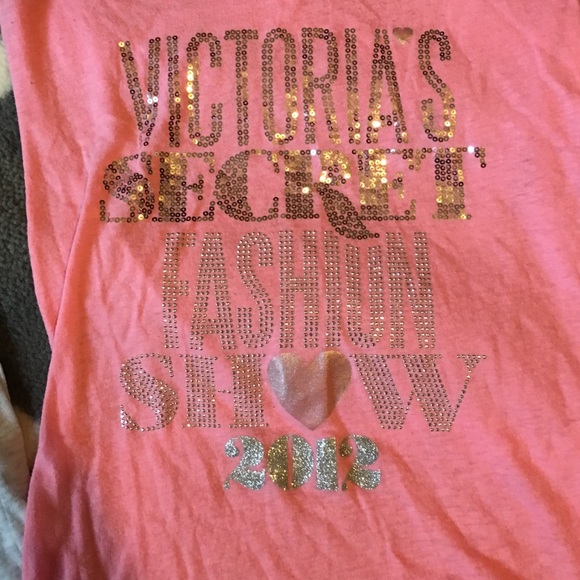 VICTORIA'S
SECRET
FASHION
SHOW
2012